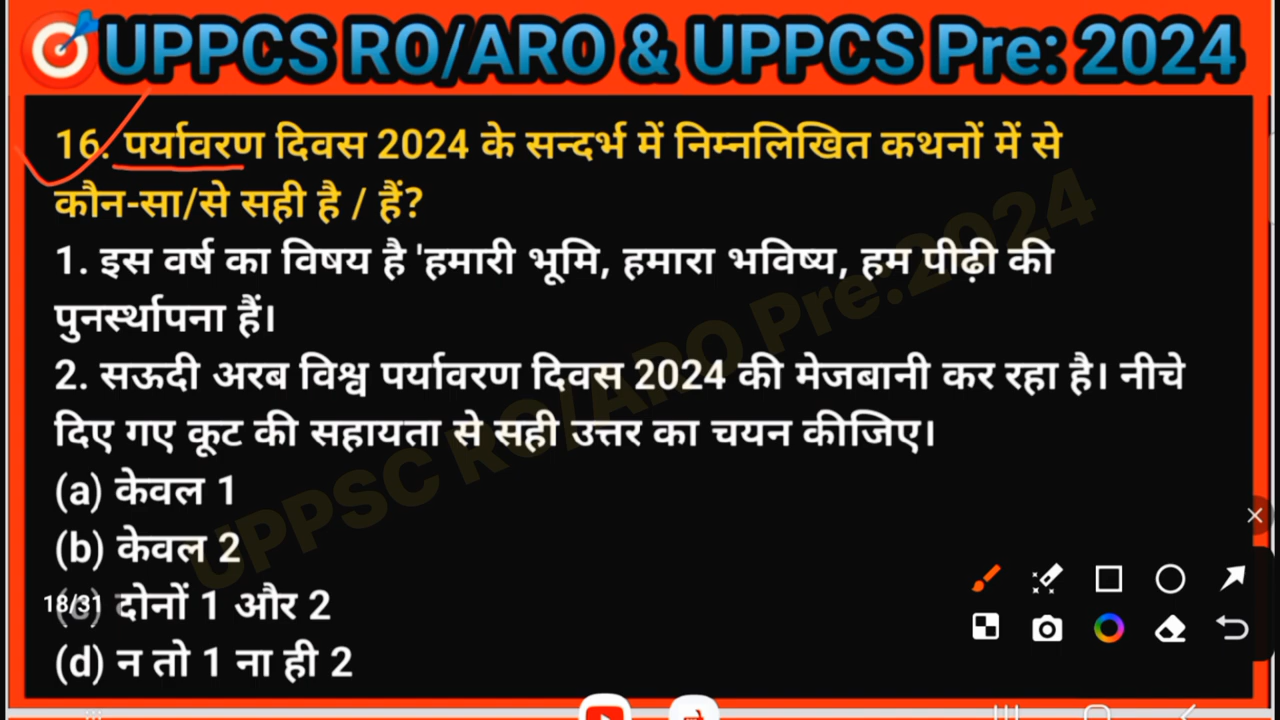 UPPCS RO/ARO & UPPCS Pre: 2024
16. पर्यावरण दिवस 2024 के सन्दर्भ में निम्नलिखित कथनों में से
कौन-सा/से सही है / हैं?
1. इस वर्ष का विषय है 'हमारी भूमि, हमारा भविष्य, हम पीढ़ी की
पुनर्स्थापना हैं।
2. सऊदी अरब विश्व पर्यावरण दिवस 2024 की मेजबानी कर रहा है। नीचे
दिए गए कूट की सहायता से सही उत्तर का चयन कीजिए।
(a) केवल 1
(b) केवल 2
(c) दोनों 1 और 2
18/31
(d) न तो 1 ना ही 2
UPPSC RO/ARO Pre:2024